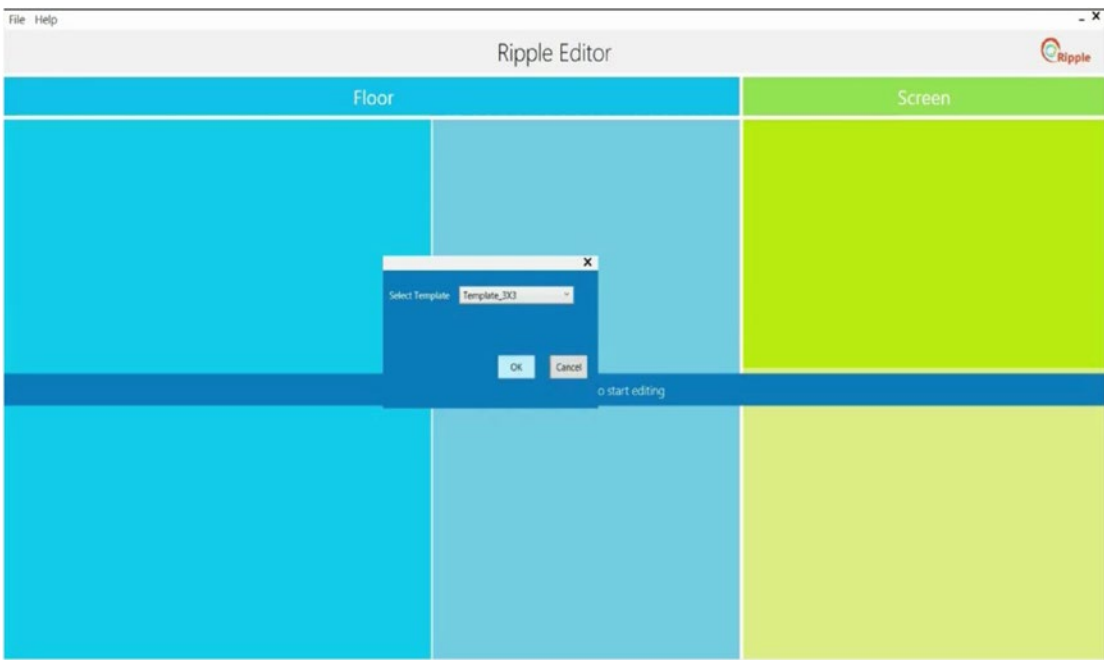 File Help
Ripple Editor
Ripple
Floor
Screen
Select Template Template_3X3
OK Cancel
o start editing